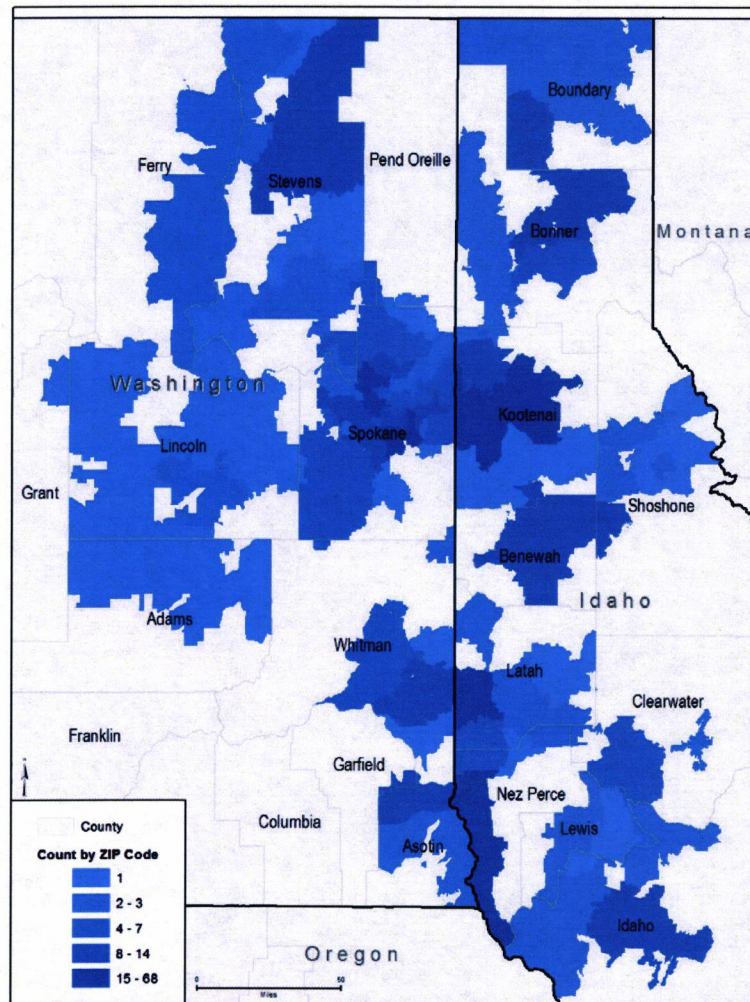 Boundary
Ferry
Pend Oreille
Stevens
Bonner
Montana
Washington
Kootenai
Spokane
Lincoln
Grant
Shoshone
Benewah
Idaho
Adams
Whitman
Latah
Clearwater
Franklin
Garfield
Nez Perce
Columbia
Lewis
Asotin
Idaho
Oregon
County
Count by ZIP Code
1
2 - 3
4 - 7
8 - 14
15 - 68
0 50
Miles